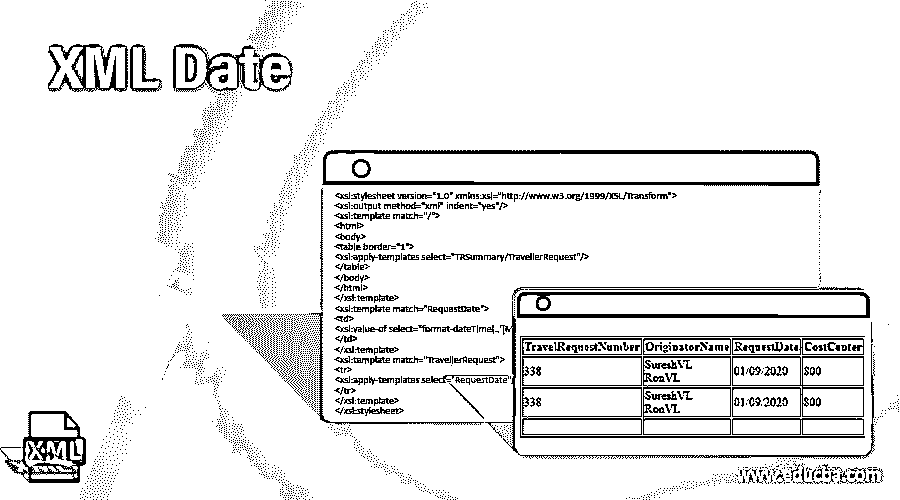 XML Date
<xsl:stylesheet version="1.0" xmlns:xsl="http://www.w3.org/1999/XSL/Transform">
<xsl:output method="xml" indent="yes"/>
<xsl:template match="/">
<html>
<body>
<table border="1">
<xsl:apply-templates select="TRSummary/TravellerRequest"/>
</table>
</body>
</html>
</xsl:template>
<xsl:template match="RequestDate">
<td>
<xsl:value-of select="format-dateTime(.,'[M
</td>
</xsl:template>
<xsl:template match="TravellerRequest">
<tr>
<xsl:apply-templates select="RequestDate"
</tr>
</xsl:template>
</xsl:stylesheet>
TravelRequestNumber OriginatorName RequestDate CostCenter
338 SureshVL RonVL 01/09/2020 800
338 SureshVL RonVL 01/09/2020 800
XML
www.educba.com